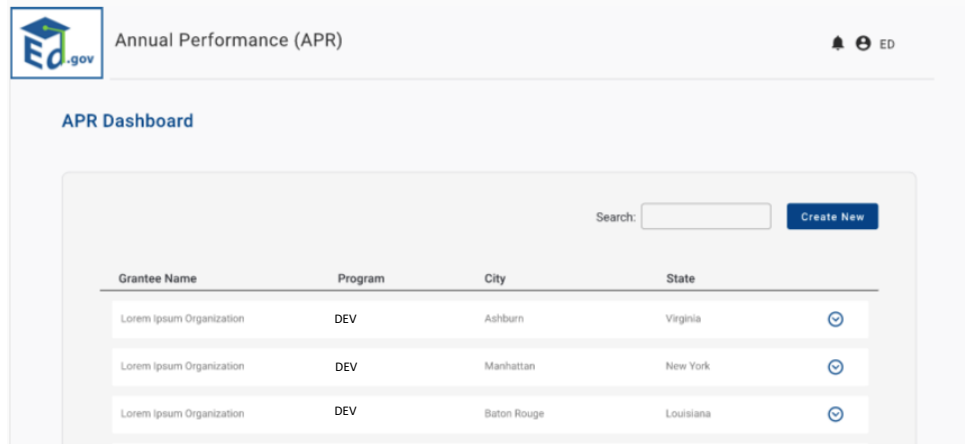 Ed.gov
Annual Performance (APR)
ED
APR Dashboard
Search:
Create New
Grantee Name Program City State
Lorem Ipsum Organization DEV Ashburn Virginia
Lorem Ipsum Organization DEV Manhattan New York
Lorem Ipsum Organization DEV Baton Rouge Louisiana